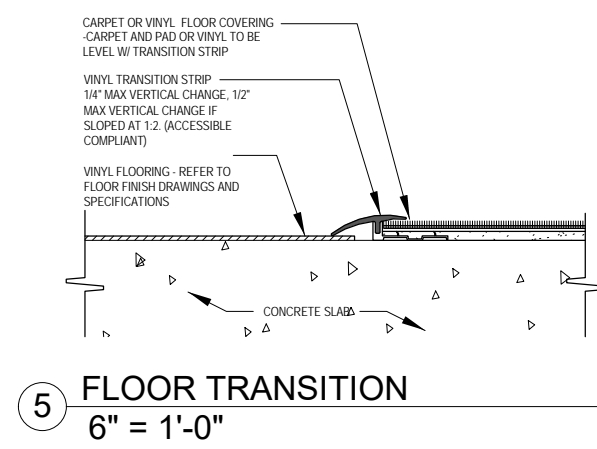 CARPET OR VINYL FLOOR COVERING
-CARPET AND PAD OR VINYL TO BE
LEVEL W/ TRANSITION STRIP
VINYL TRANSITION STRIP
1/4" MAX VERTICAL CHANGE, 1/2"
MAX VERTICAL CHANGE IF
SLOPED AT 1:2. (ACCESSIBLE
COMPLIANT)
VINYL FLOORING - REFER TO
FLOOR FINISH DRAWINGS AND
SPECIFICATIONS
CONCRETE SLAB
5
FLOOR TRANSITION
6" = 1'-0"